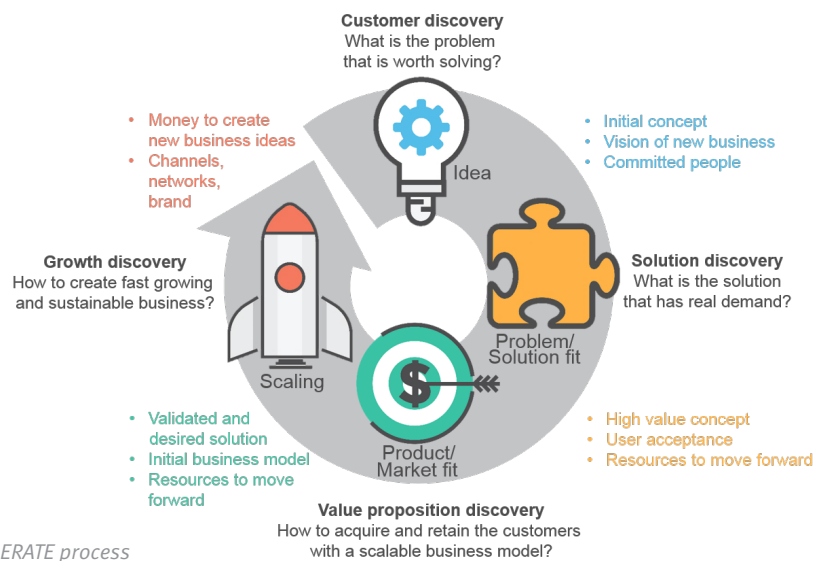 Customer discovery
What is the problem
that is worth solving?
• Money to create
new business ideas
• Channels,
networks,
brand
• Initial concept
• Vision of new business
• Committed people
Idea
Growth discovery
How to create fast growing
and sustainable business?
Solution discovery
What is the solution
that has real demand?
Problem/
Solution fit
Scaling
$
Product/
Market fit
• Validated and
desired solution
• Initial business model
• Resources to move
forward
• High value concept
• User acceptance
• Resources to move forward
Value proposition discovery
How to acquire and retain the customers
with a scalable business model?
ERATE process